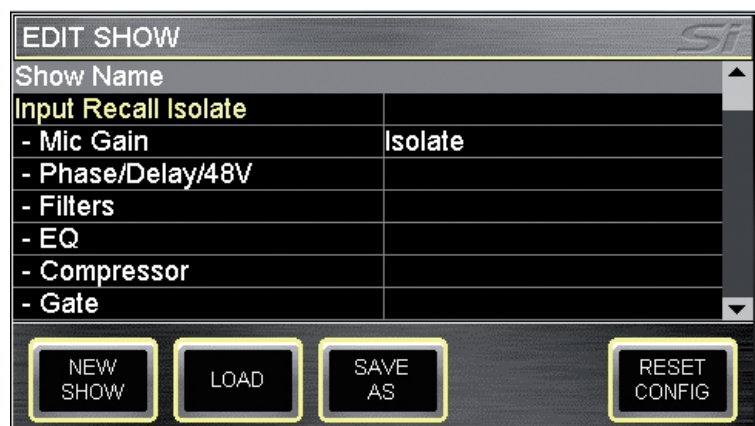 EDIT SHOW
Si
Show Name
Input Recall Isolate
- Mic Gain Isolate
- Phase/Delay/48V
- Filters
- EQ
- Compressor
- Gate
NEW SHOW
LOAD
SAVE AS
RESET CONFIG